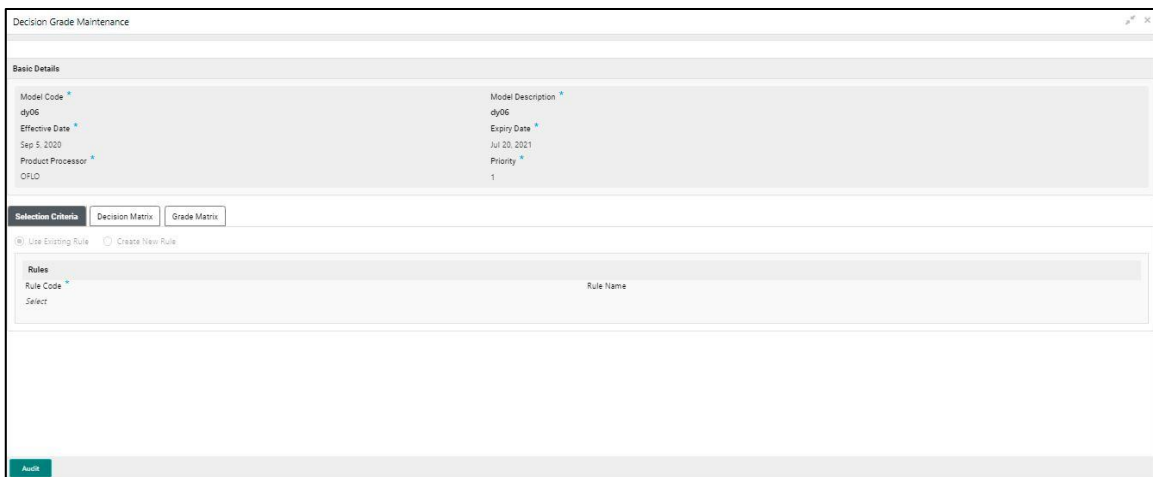 Decision Grade Maintenance
Basic Details
Model Code *
Model Description *
dy06
dy06
Effective Date *
Expiry Date *
Sep 5, 2020
Jul 20, 2021
Product Processor *
Priority *
OFLO
1
Selection Criteria
Decision Matrix
Grade Matrix
Use Existing Rule
Create New Rule
Rules
Rule Code *
Rule Name
Select
Audit